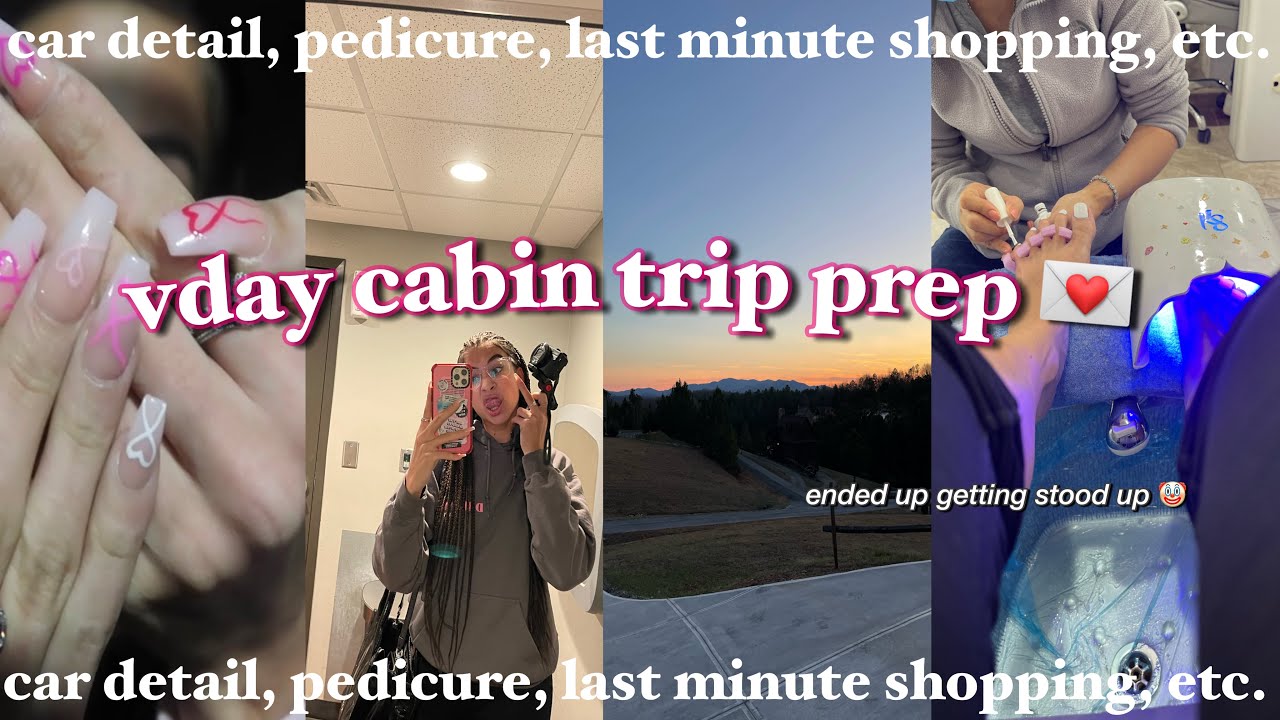 car detail, pedicure, last minute shopping, etc.
vday cabin trip prep 💌
ended up getting stood up 🤡
car detail, pedicure, last minute shopping, etc.